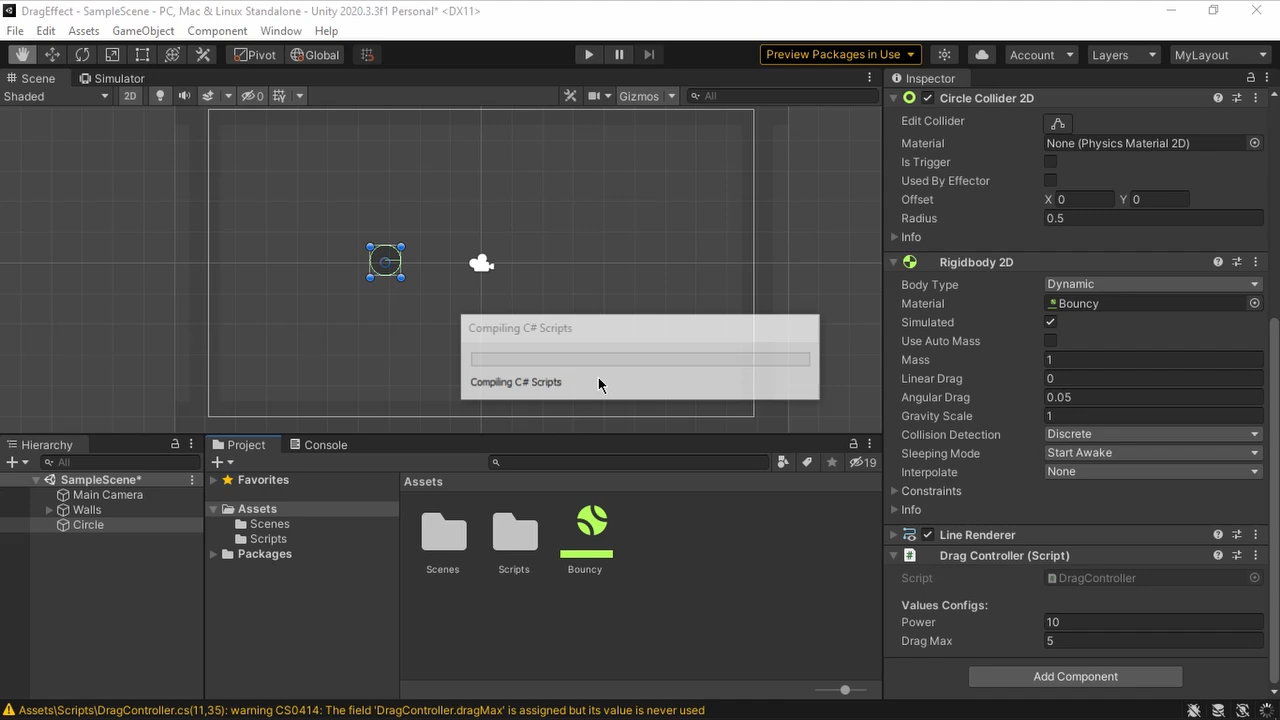 DragEffect - SampleScene - PC, Mac & Linux Standalone - Unity 2020.3.3f1 Personal* <DX11>
File Edit Assets GameObject Component Window Help
Pivot Global Preview Packages in Use Account Layers MyLayout
Scene Simulator
Shaded 2D 0 Gizmos All
Inspector
Circle Collider 2D
Edit Collider
Material None (Physics Material 2D)
Is Trigger
Used By Effector
Offset X 0 Y 0
Radius 0.5
Info
Rigidbody 2D
Body Type Dynamic
Material Bouncy
Simulated
Use Auto Mass
Mass 1
Linear Drag 0
Angular Drag 0.05
Gravity Scale 1
Collision Detection Discrete
Sleeping Mode Start Awake
Interpolate None
Constraints
Info
Line Renderer
# Drag Controller (Script)
Script DragController
Values Configs:
Power 10
Drag Max 5
Add Component
Compiling C# Scripts
Compiling C# Scripts
Hierarchy
All
SampleScene*
Main Camera
Walls
Circle
Project Console
19
Favorites
Assets
Scenes
Scripts
Packages
Assets
Scenes Scripts Bouncy
Assets\Scripts\DragController.cs(11,35): warning CS0414: The field 'DragController.dragMax' is assigned but its value is never used